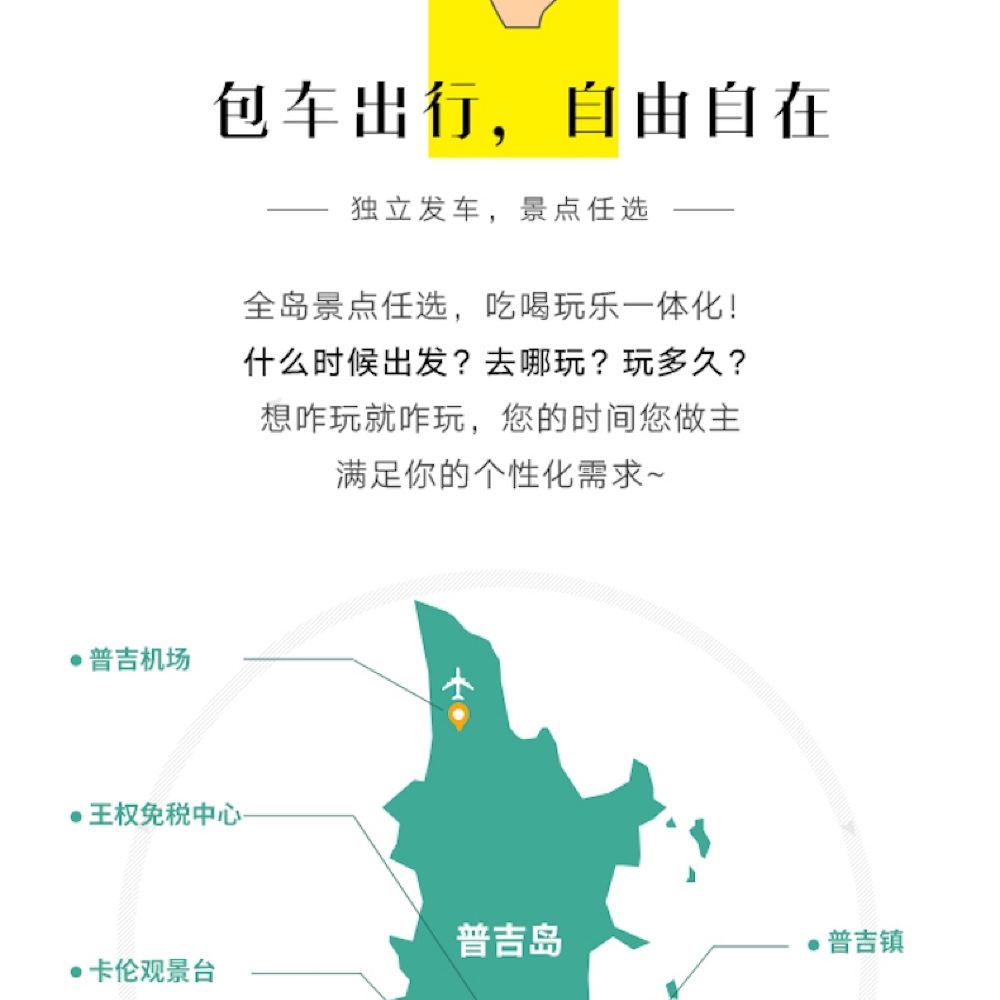 包车出行，自由自在
独立发车，景点任选
全岛景点任选，吃喝玩乐一体化！
什么时候出发？去哪玩？玩多久？
想咋玩就咋玩，您的时间您做主
满足你的个性化需求~
普吉机场
王权免税中心
普吉岛
普吉镇
卡伦观景台